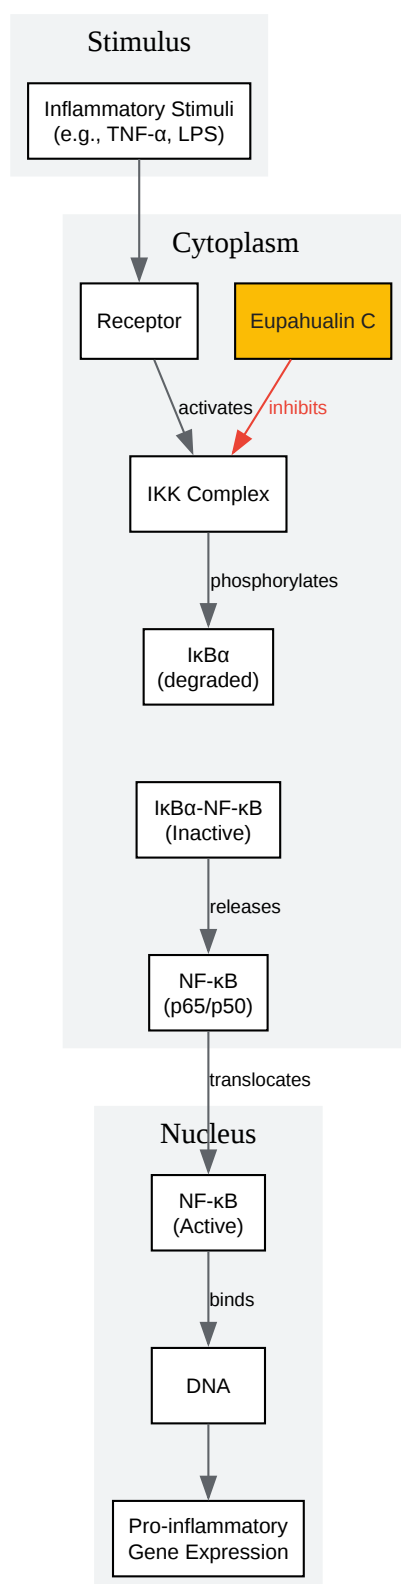 Stimulus
Inflammatory Stimuli
(e.g., TNF-α, LPS)
Cytoplasm
Receptor
Eupahualin C
activates
inhibits
IKK Complex
phosphorylates
IκBα
(degraded)
IκBα-NF-κB
(Inactive)
releases
NF-κB
(p65/p50)
translocates
Nucleus
NF-κB
(Active)
binds
DNA
Pro-inflammatory
Gene Expression